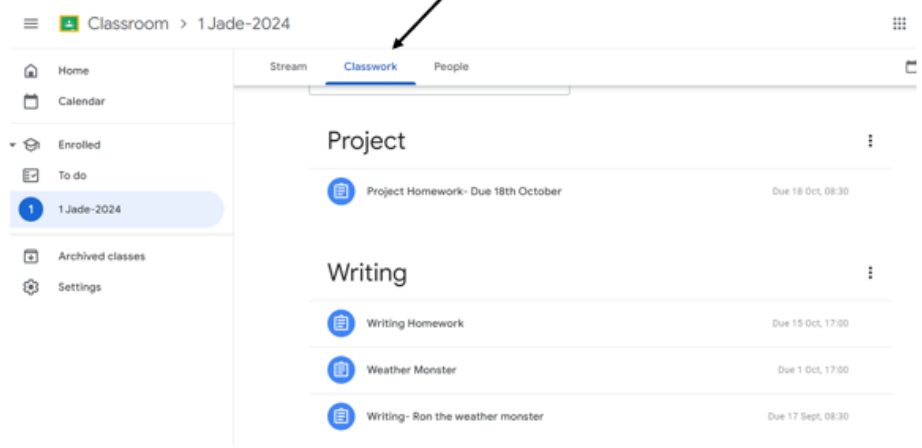 Classroom > 1 Jade-2024
Home
Calendar
Enrolled
To do
1 1 Jade-2024
Archived classes
Settings
Stream Classwork People
Project
Project Homework- Due 18th October Due 18 Oct, 08:30
Writing
Writing Homework Due 15 Oct, 17:00
Weather Monster Due 1 Oct, 17:00
Writing- Ron the weather monster Due 17 Sept, 08:30